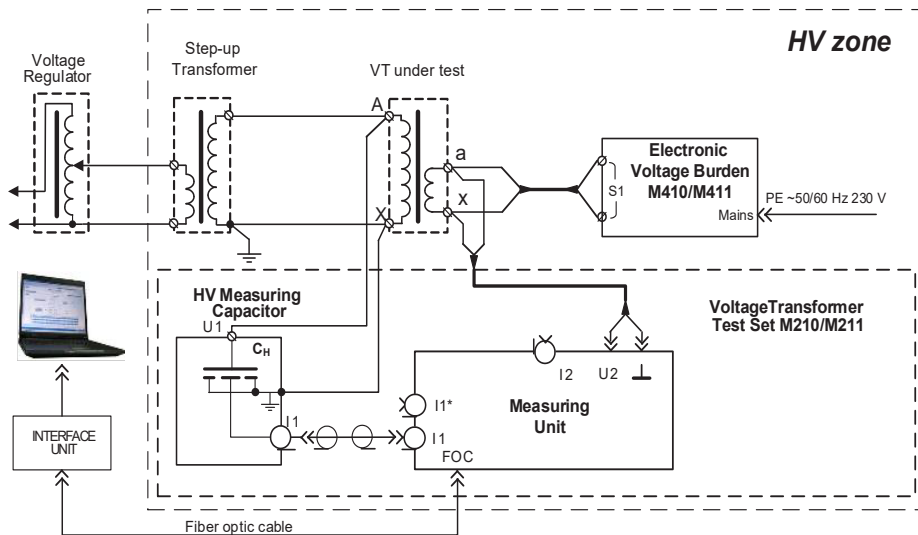 HV zone
Voltage
Regulator
Step-up
Transformer
VT under test
A
a
X
x
Electronic
Voltage Burden
M410/M411
S1
Mains
PE ~50/60 Hz 230 V
HV Measuring
Capacitor
U1
CH
I1
VoltageTransformer
Test Set M210/M211
I2
U2
I1*
I1
Measuring
Unit
FOC
INTERFACE
UNIT
Fiber optic cable